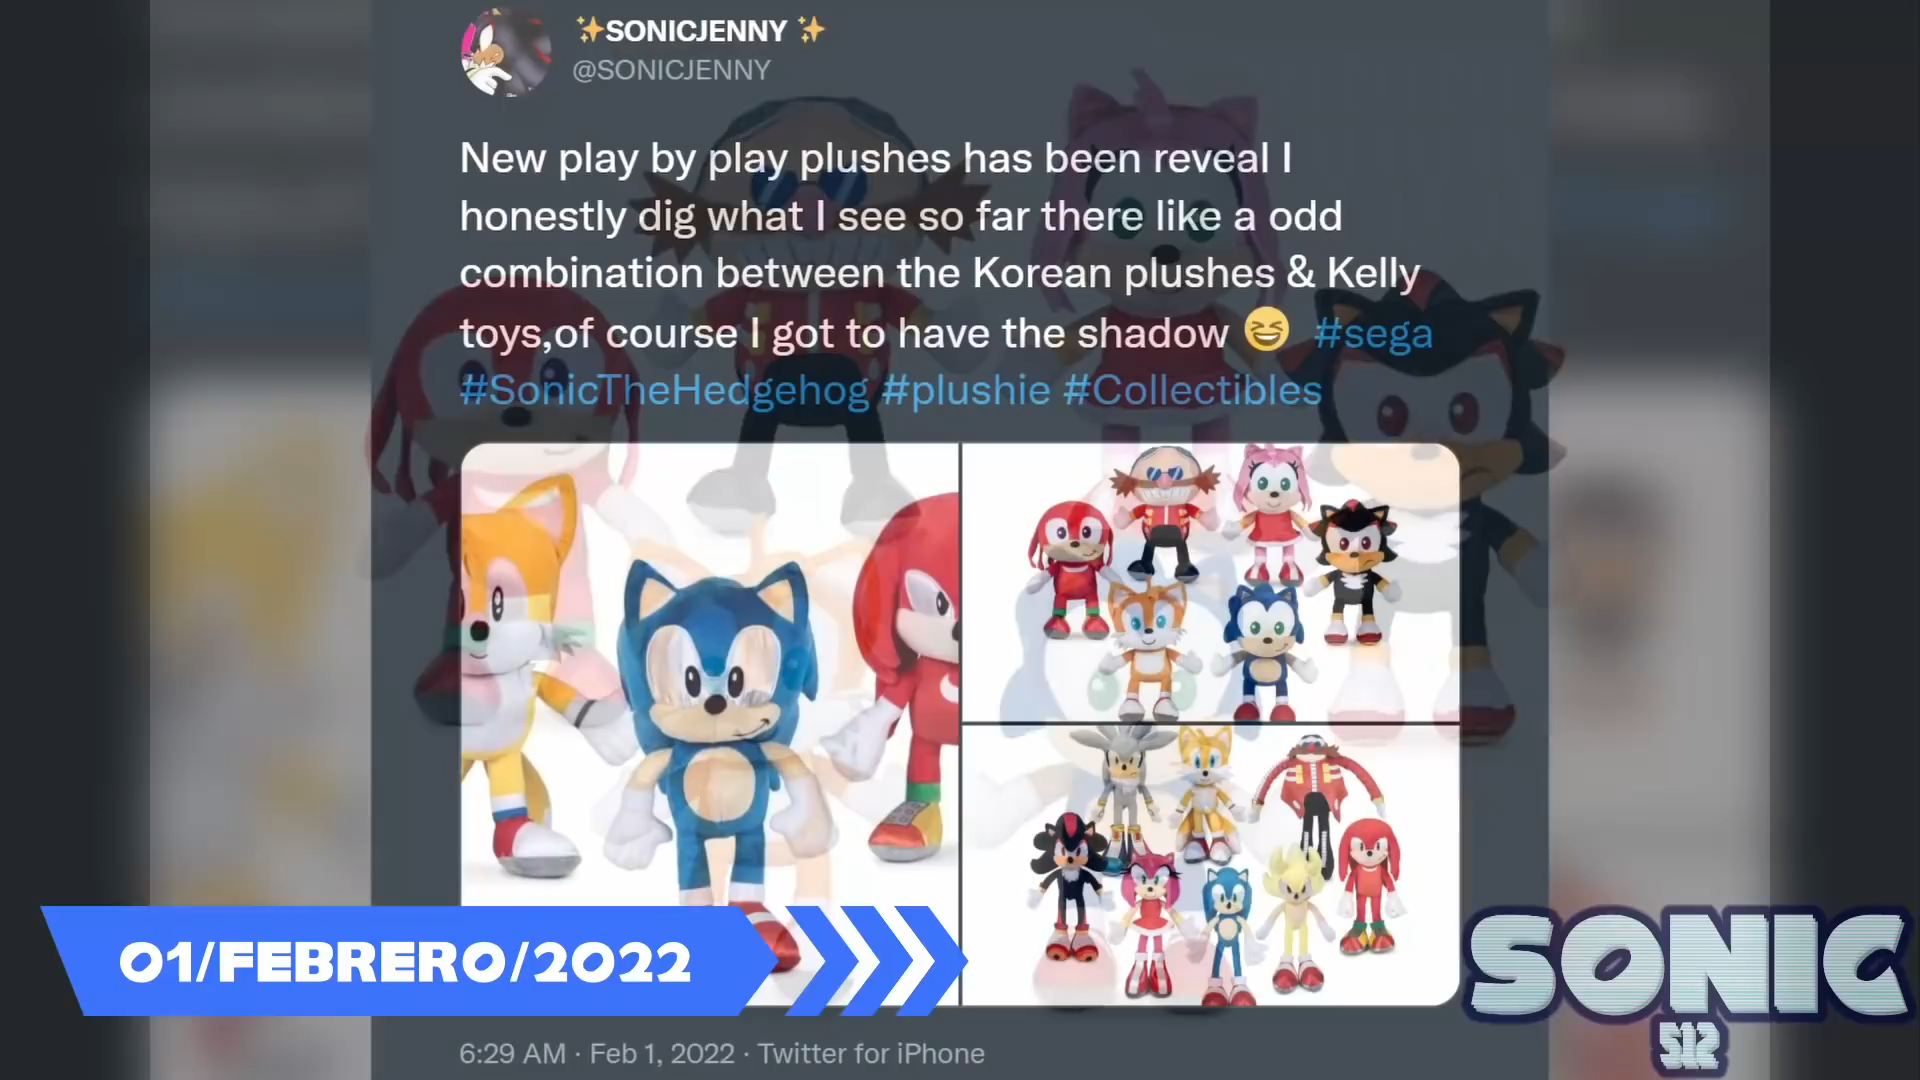 ✨SONICJENNY ✨
@SONICJENNY
New play by play plushes has been reveal I
honestly dig what I see so far there like a odd
combination between the Korean plushes & Kelly
toys,of course I got to have the shadow 😆 #sega
#SonicTheHedgehog #plushie #Collectibles
01/FEBRERO/2022
SONIC
512
6:29 AM · Feb 1, 2022 · Twitter for iPhone